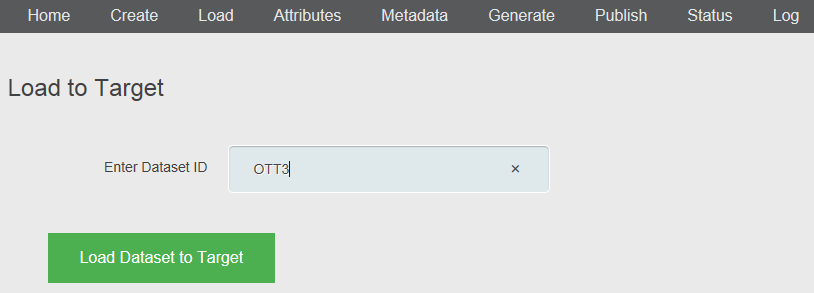 Home Create Load Attributes Metadata Generate Publish Status Log
Load to Target
Enter Dataset ID OTT3 ×
Load Dataset to Target